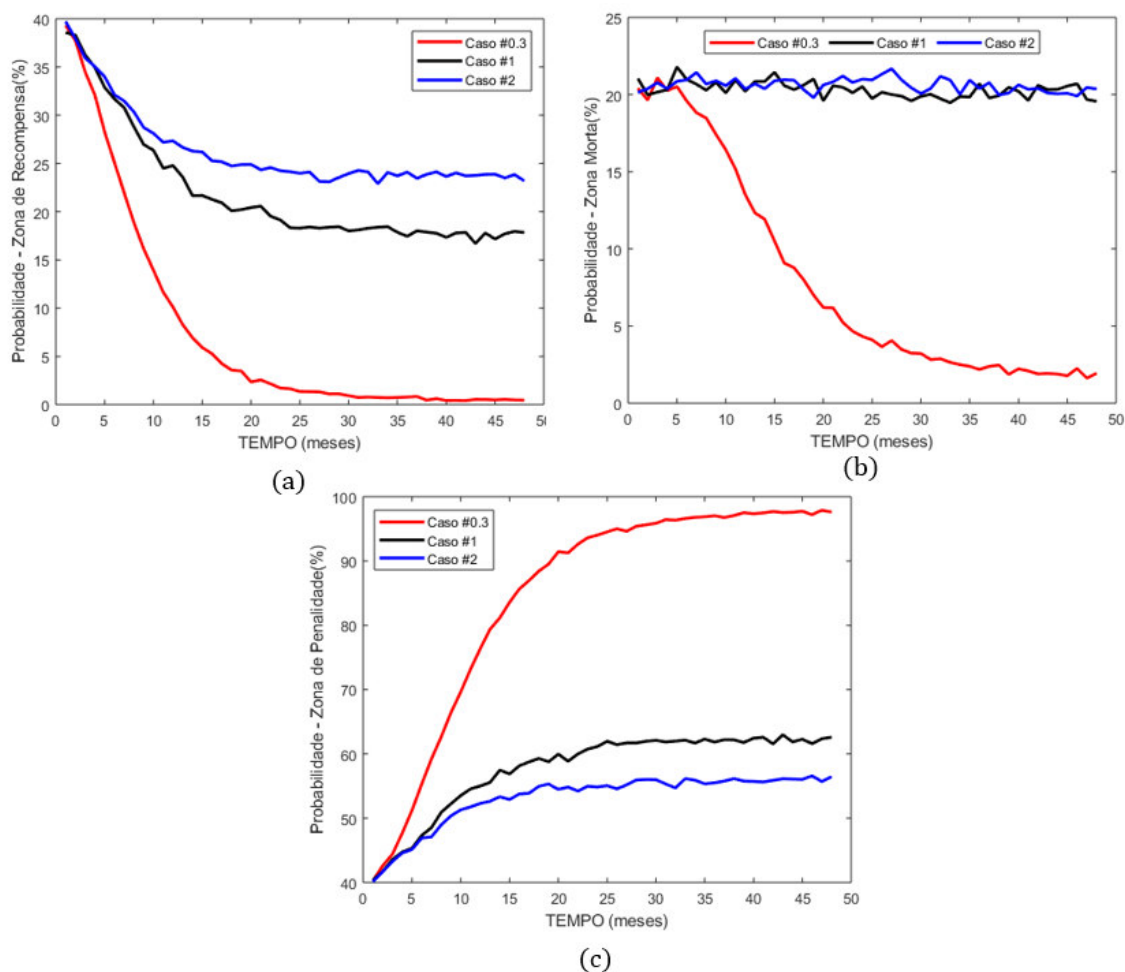 Probabilidade - Zona de Recompensa(%)
40
35
30
25
20
15
10
5
0
Caso #0.3
Caso #1
Caso #2
0 5 10 15 20 25 30 35 40 45 50
TEMPO (meses)
(a)
Probabilidade - Zona Morta(%)
25
20
15
10
5
0
Caso #0.3 Caso #1 Caso #2
0 5 10 15 20 25 30 35 40 45 50
TEMPO (meses)
(b)
Probabilidade - Zona de Penalidade(%)
100
90
80
70
60
50
40
Caso #0.3
Caso #1
Caso #2
0 5 10 15 20 25 30 35 40 45 50
TEMPO (meses)
(c)